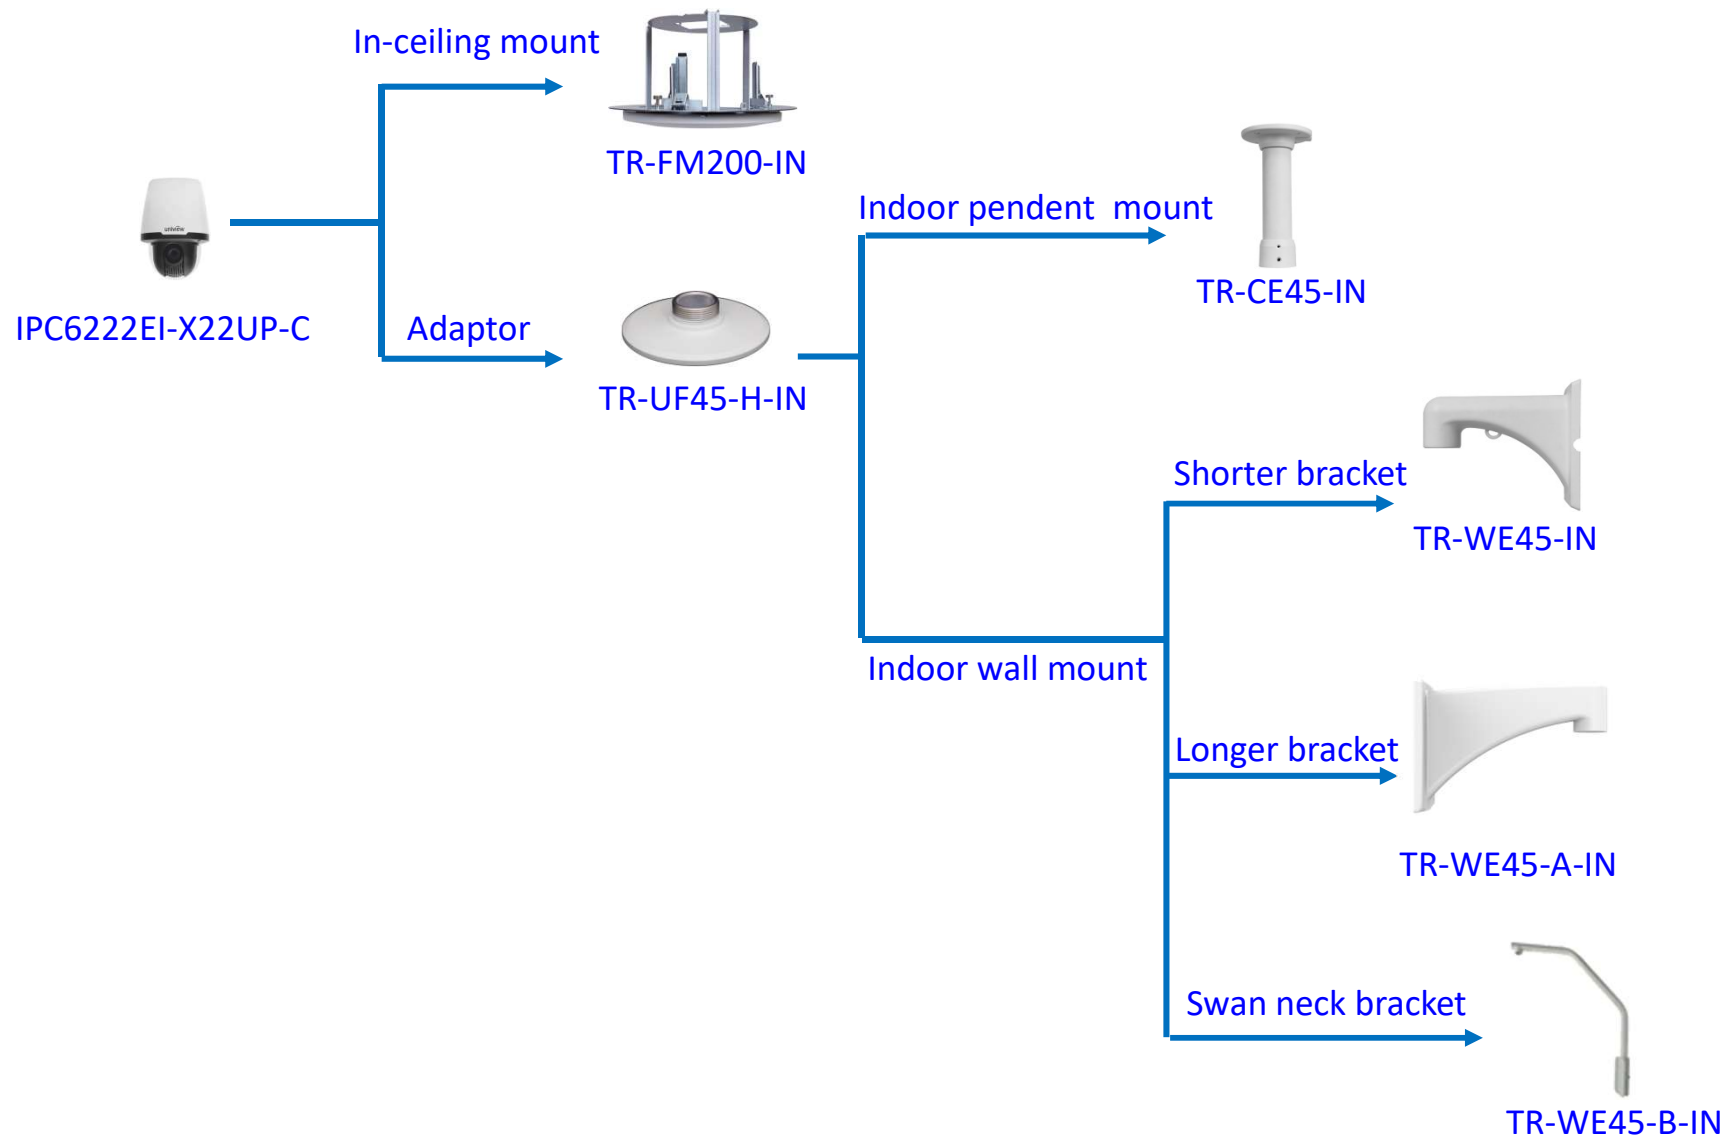 In-ceiling mount
TR-FM200-IN
uniview
IPC6222EI-X22UP-C
Adaptor
TR-UF45-H-IN
Indoor pendent  mount
TR-CE45-IN
Shorter bracket
TR-WE45-IN
Indoor wall mount
Longer bracket
TR-WE45-A-IN
Swan neck bracket
TR-WE45-B-IN